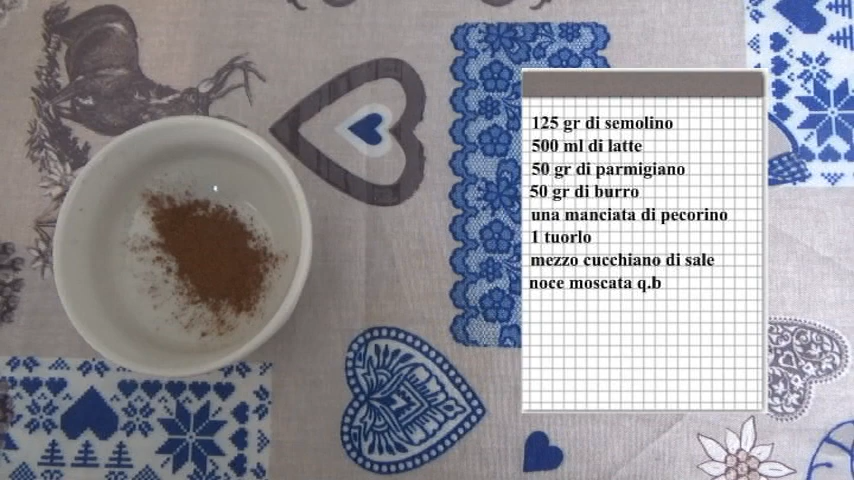 125 gr di semolino
500 ml di latte
50 gr di parmigiano
50 gr di burro
una manciata di pecorino
1 tuorlo
mezzo cucchiano di sale
noce moscata q.b